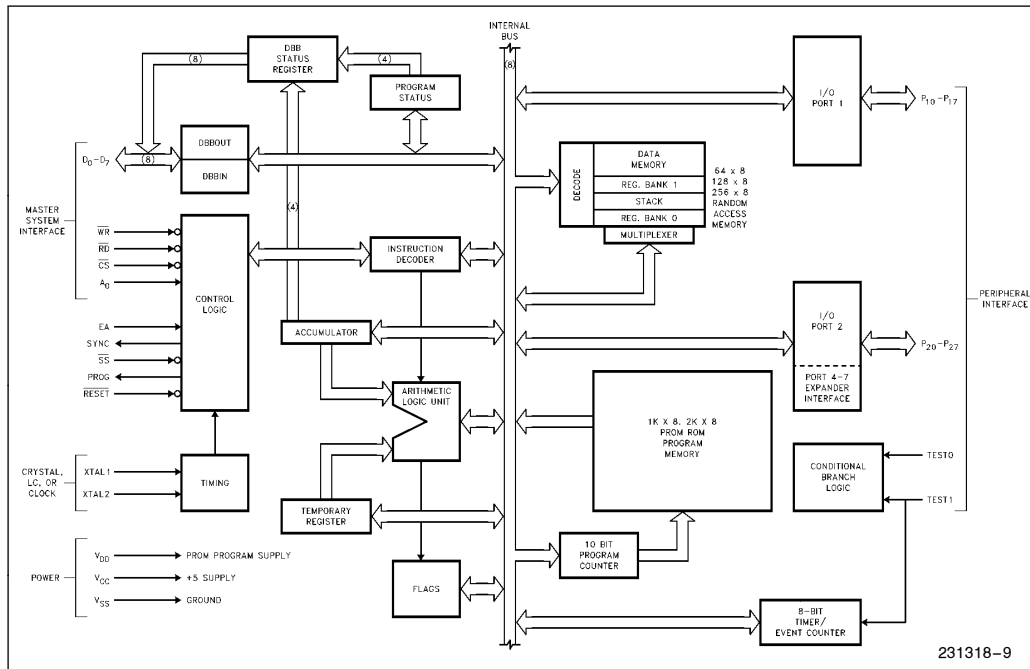 INTERNAL
BUS
(8)
DBB
STATUS
REGISTER
(8)
(4)
PROGRAM
STATUS
I/O
PORT 1
P10-P17
DBBOUT
DBBIN
D0-D7
(8)
MASTER
SYSTEM
INTERFACE
WR
RD
CS
A0
(4)
DECODE
DATA
MEMORY
REG. BANK 1
STACK
REG. BANK 0
MULTIPLEXER
64 x 8
128 x 8
256 x 8
RANDOM
ACCESS
MEMORY
CONTROL
LOGIC
INSTRUCTION
DECODER
PERIPHERAL
INTERFACE
EA
SYNC
SS
PROG
RESET
ACCUMULATOR
I/O
PORT 2
PORT 4-7
EXPANDER
INTERFACE
P20-P27
ARITHMETIC
LOGIC UNIT
1K X 8, 2K X 8
PROM ROM
PROGRAM
MEMORY
CONDITIONAL
BRANCH
LOGIC
TEST0
TEST1
CRYSTAL,
LC, OR
CLOCK
XTAL1
XTAL2
TIMING
TEMPORARY
REGISTER
10 BIT
PROGRAM
COUNTER
POWER
VDD
PROM PROGRAM SUPPLY
VCC
+5 SUPPLY
VSS
GROUND
FLAGS
8-BIT
TIMER/
EVENT COUNTER
231318-9